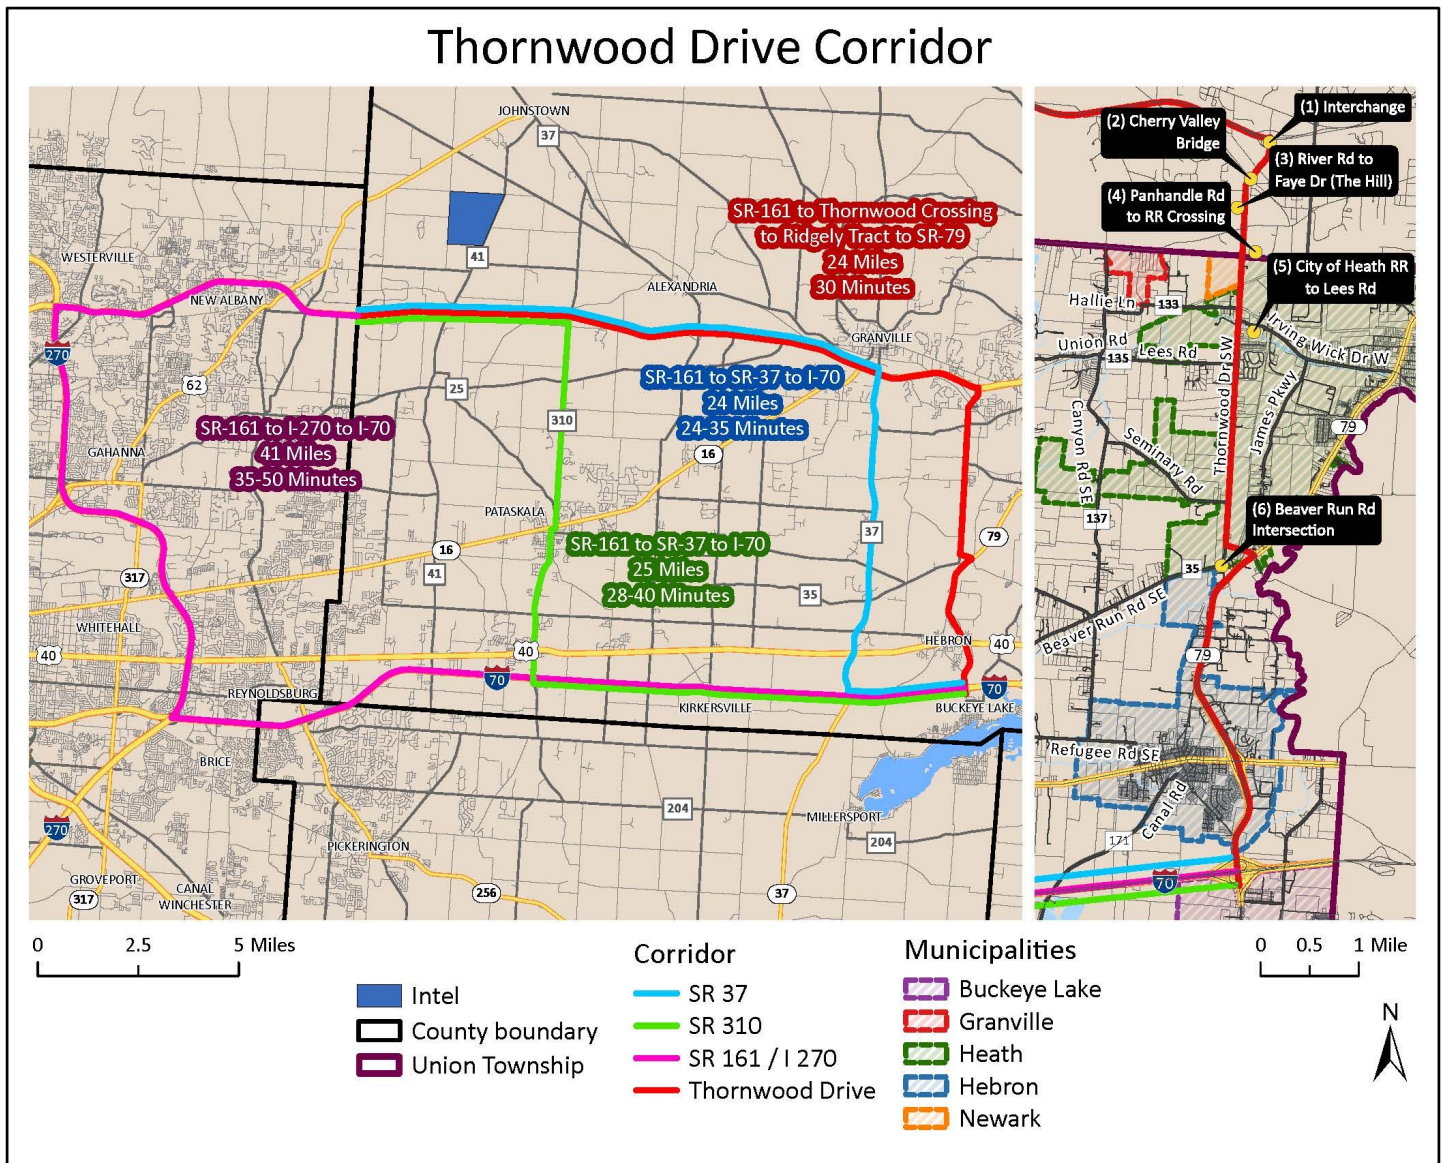 Thornwood Drive Corridor
JOHNSTOWN
37
41
WESTERVILLE
NEW ALBANY
ALEXANDRIA
GRANVILLE
SR-161 to Thornwood Crossing
to Ridgely Tract to SR-79
24 Miles
30 Minutes
270
62
25
310
SR-161 to SR-37 to I-70
24 Miles
24-35 Minutes
16
SR-161 to I-270 to I-70
41 Miles
35-50 Minutes
GAHANNA
PATASKALA
SR-161 to SR-37 to I-70
25 Miles
28-40 Minutes
37
79
16
41
317
35
WHITEHALL
HEBRON
40
40
40
70
70
REYNOLDSBURG
KIRKERSVILLE
BUCKEYE LAKE
BRICE
204
MILLERSPORT
204
270
PICKERINGTON
GROVEPORT
317
CANAL
WINCHESTER
256
37
(1) Interchange
(2) Cherry Valley
Bridge
(3) River Rd to
Faye Dr (The Hill)
(4) Panhandle Rd
to RR Crossing
(5) City of Heath RR
to Lees Rd
Hallie Ln
133
Union Rd
135
Lees Rd
Irving Wick Dr W
Thornwood Dr SW
James Pkwy
79
Canyon Rd SE
Seminary Rd
137
(6) Beaver Run Rd
Intersection
35
Beaver Run Rd SE
79
Refugee Rd SE
Canal Rd
171
70
0 2.5 5 Miles
0 0.5 1 Mile
Intel
County boundary
Union Township
Corridor
SR 37
SR 310
SR 161 / I 270
Thornwood Drive
Municipalities
Buckeye Lake
Granville
Heath
Hebron
Newark
N